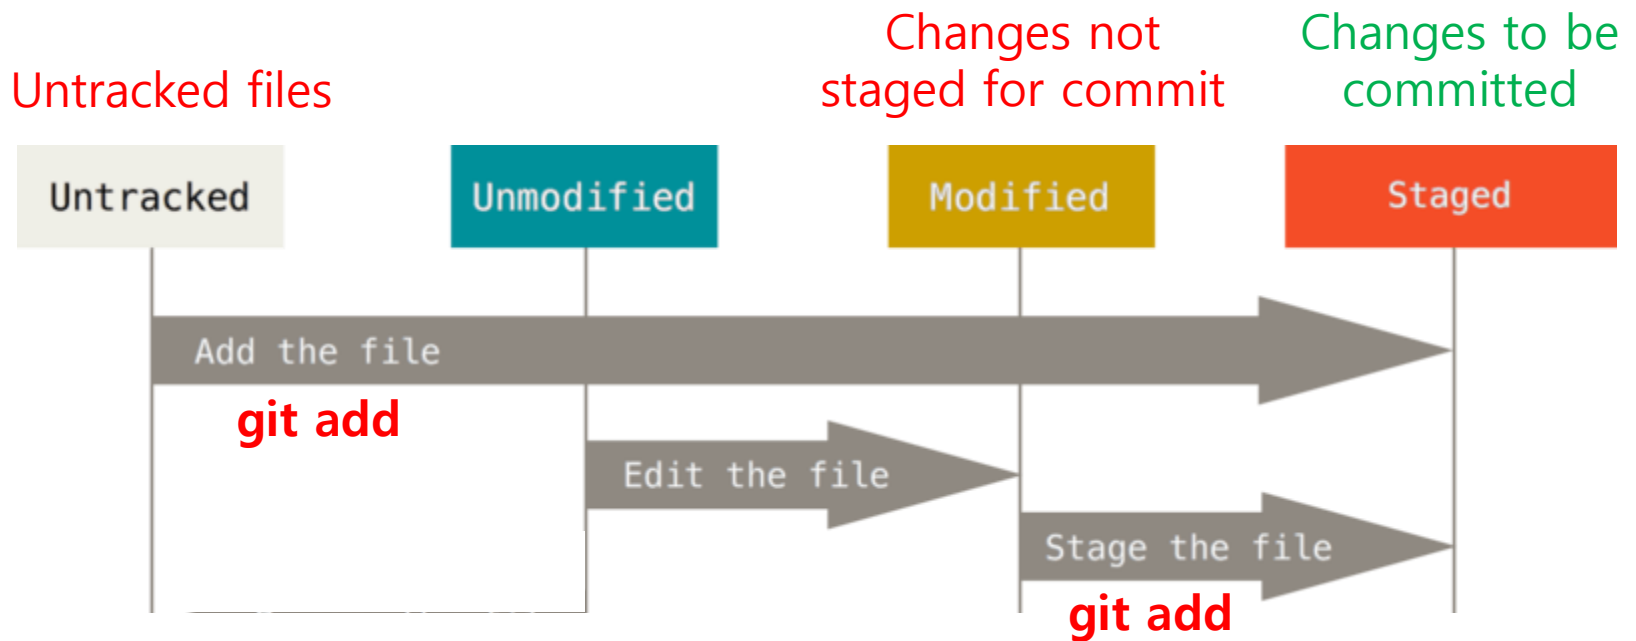 Untracked files
Changes not
staged for commit
Changes to be
committed
Untracked
Unmodified
Modified
Staged
Add the file
git add
Edit the file
Stage the file
git add